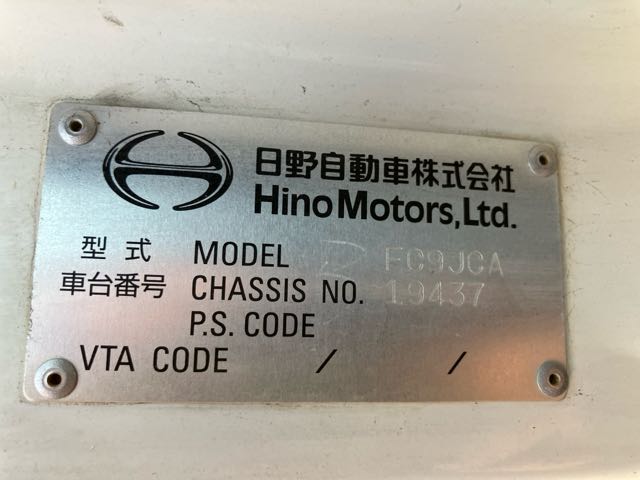 日野自動車株式会社
Hino Motors, Ltd.
型式 MODEL FC9JCA
車台番号 CHASSIS NO. 19437
P.S. CODE
VTA CODE / /